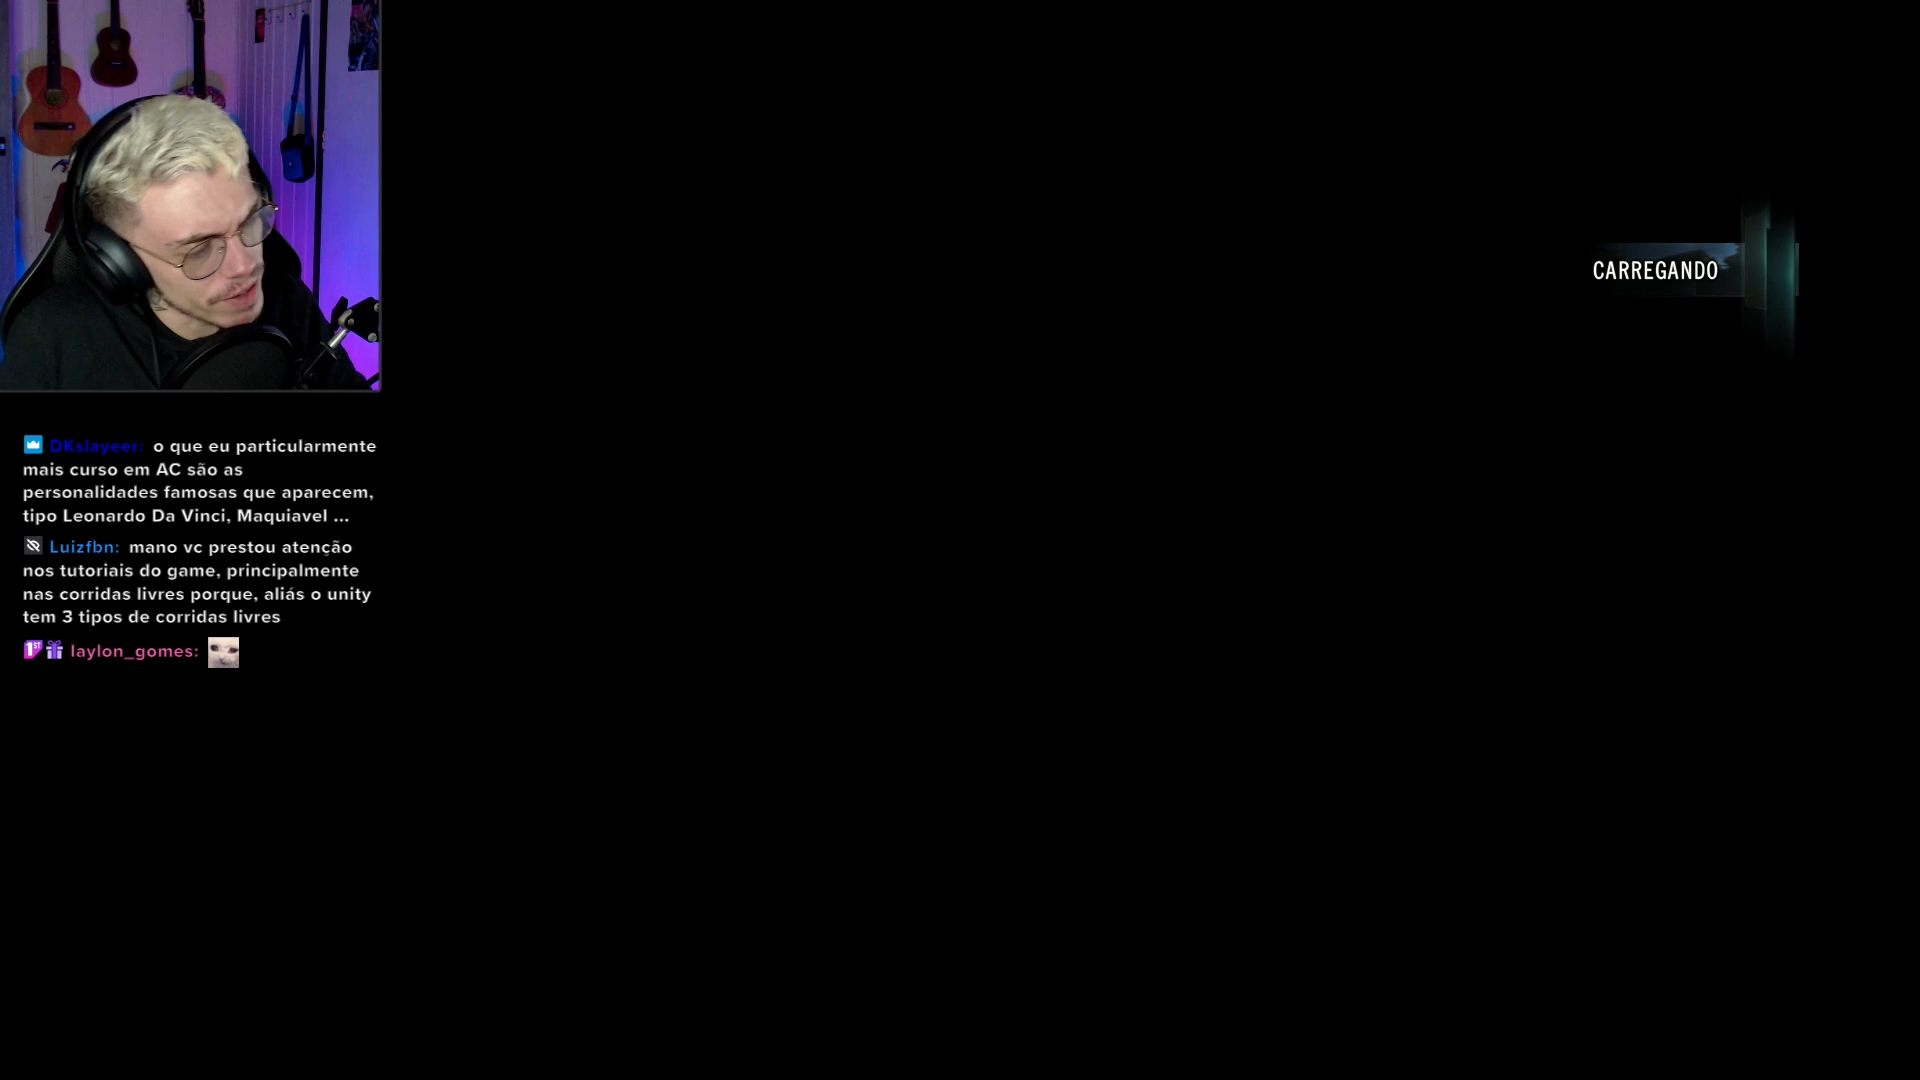 CARREGANDO
DKslayeer: o que eu particularmente
mais curso em AC são as
personalidades famosas que aparecem,
tipo Leonardo Da Vinci, Maquiavel ...
Luizfbn: mano vc prestou atenção
nos tutoriais do game, principalmente
nas corridas livres porque, aliás o unity
tem 3 tipos de corridas livres
1ST laylon_gomes: